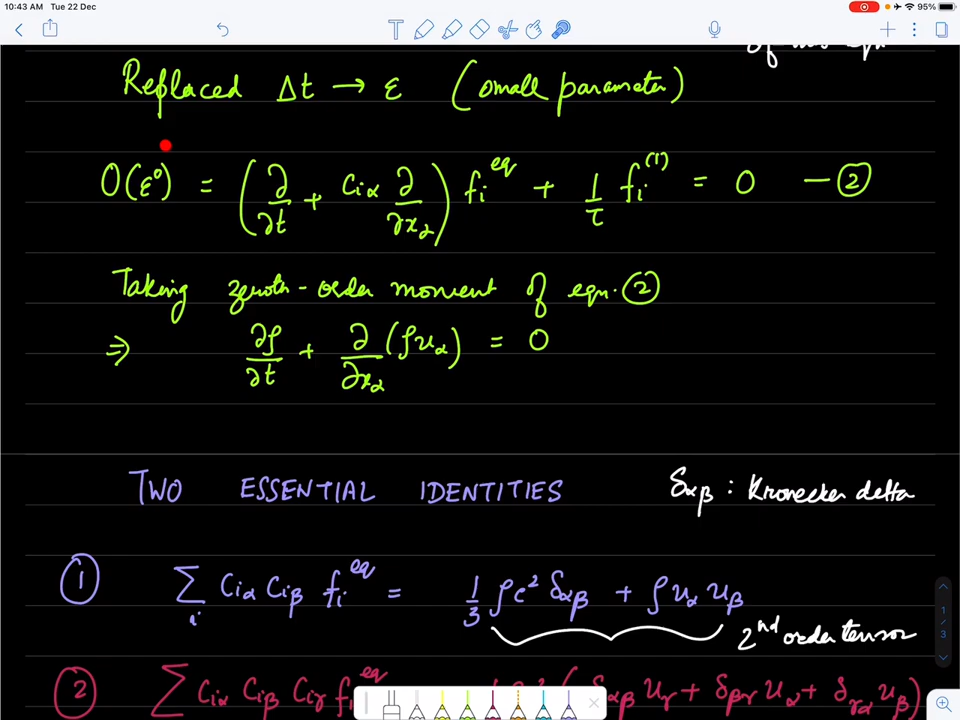 10:43 AM Tue 22 Dec
95%
Replaced Δt → ε (small parameter)
O(ε⁰) = (∂/∂t + Ciα ∂/∂xα) fi^eq + 1/τ fi^(1) = 0 — ②
Taking zeroth-order moment of eqn. ②
⇒ ∂ρ/∂t + ∂/∂xα (ρuα) = 0
TWO ESSENTIAL IDENTITIES δαβ : Kronecker delta
① Σi Ciα Ciβ fi^eq = 1/3 ρc² δαβ + ρuα uβ
2nd order tensor
② Σ Ciα Ciβ Ciγ fi^eq (δαβ uγ + δβγ uα + δγα uβ)
1/3